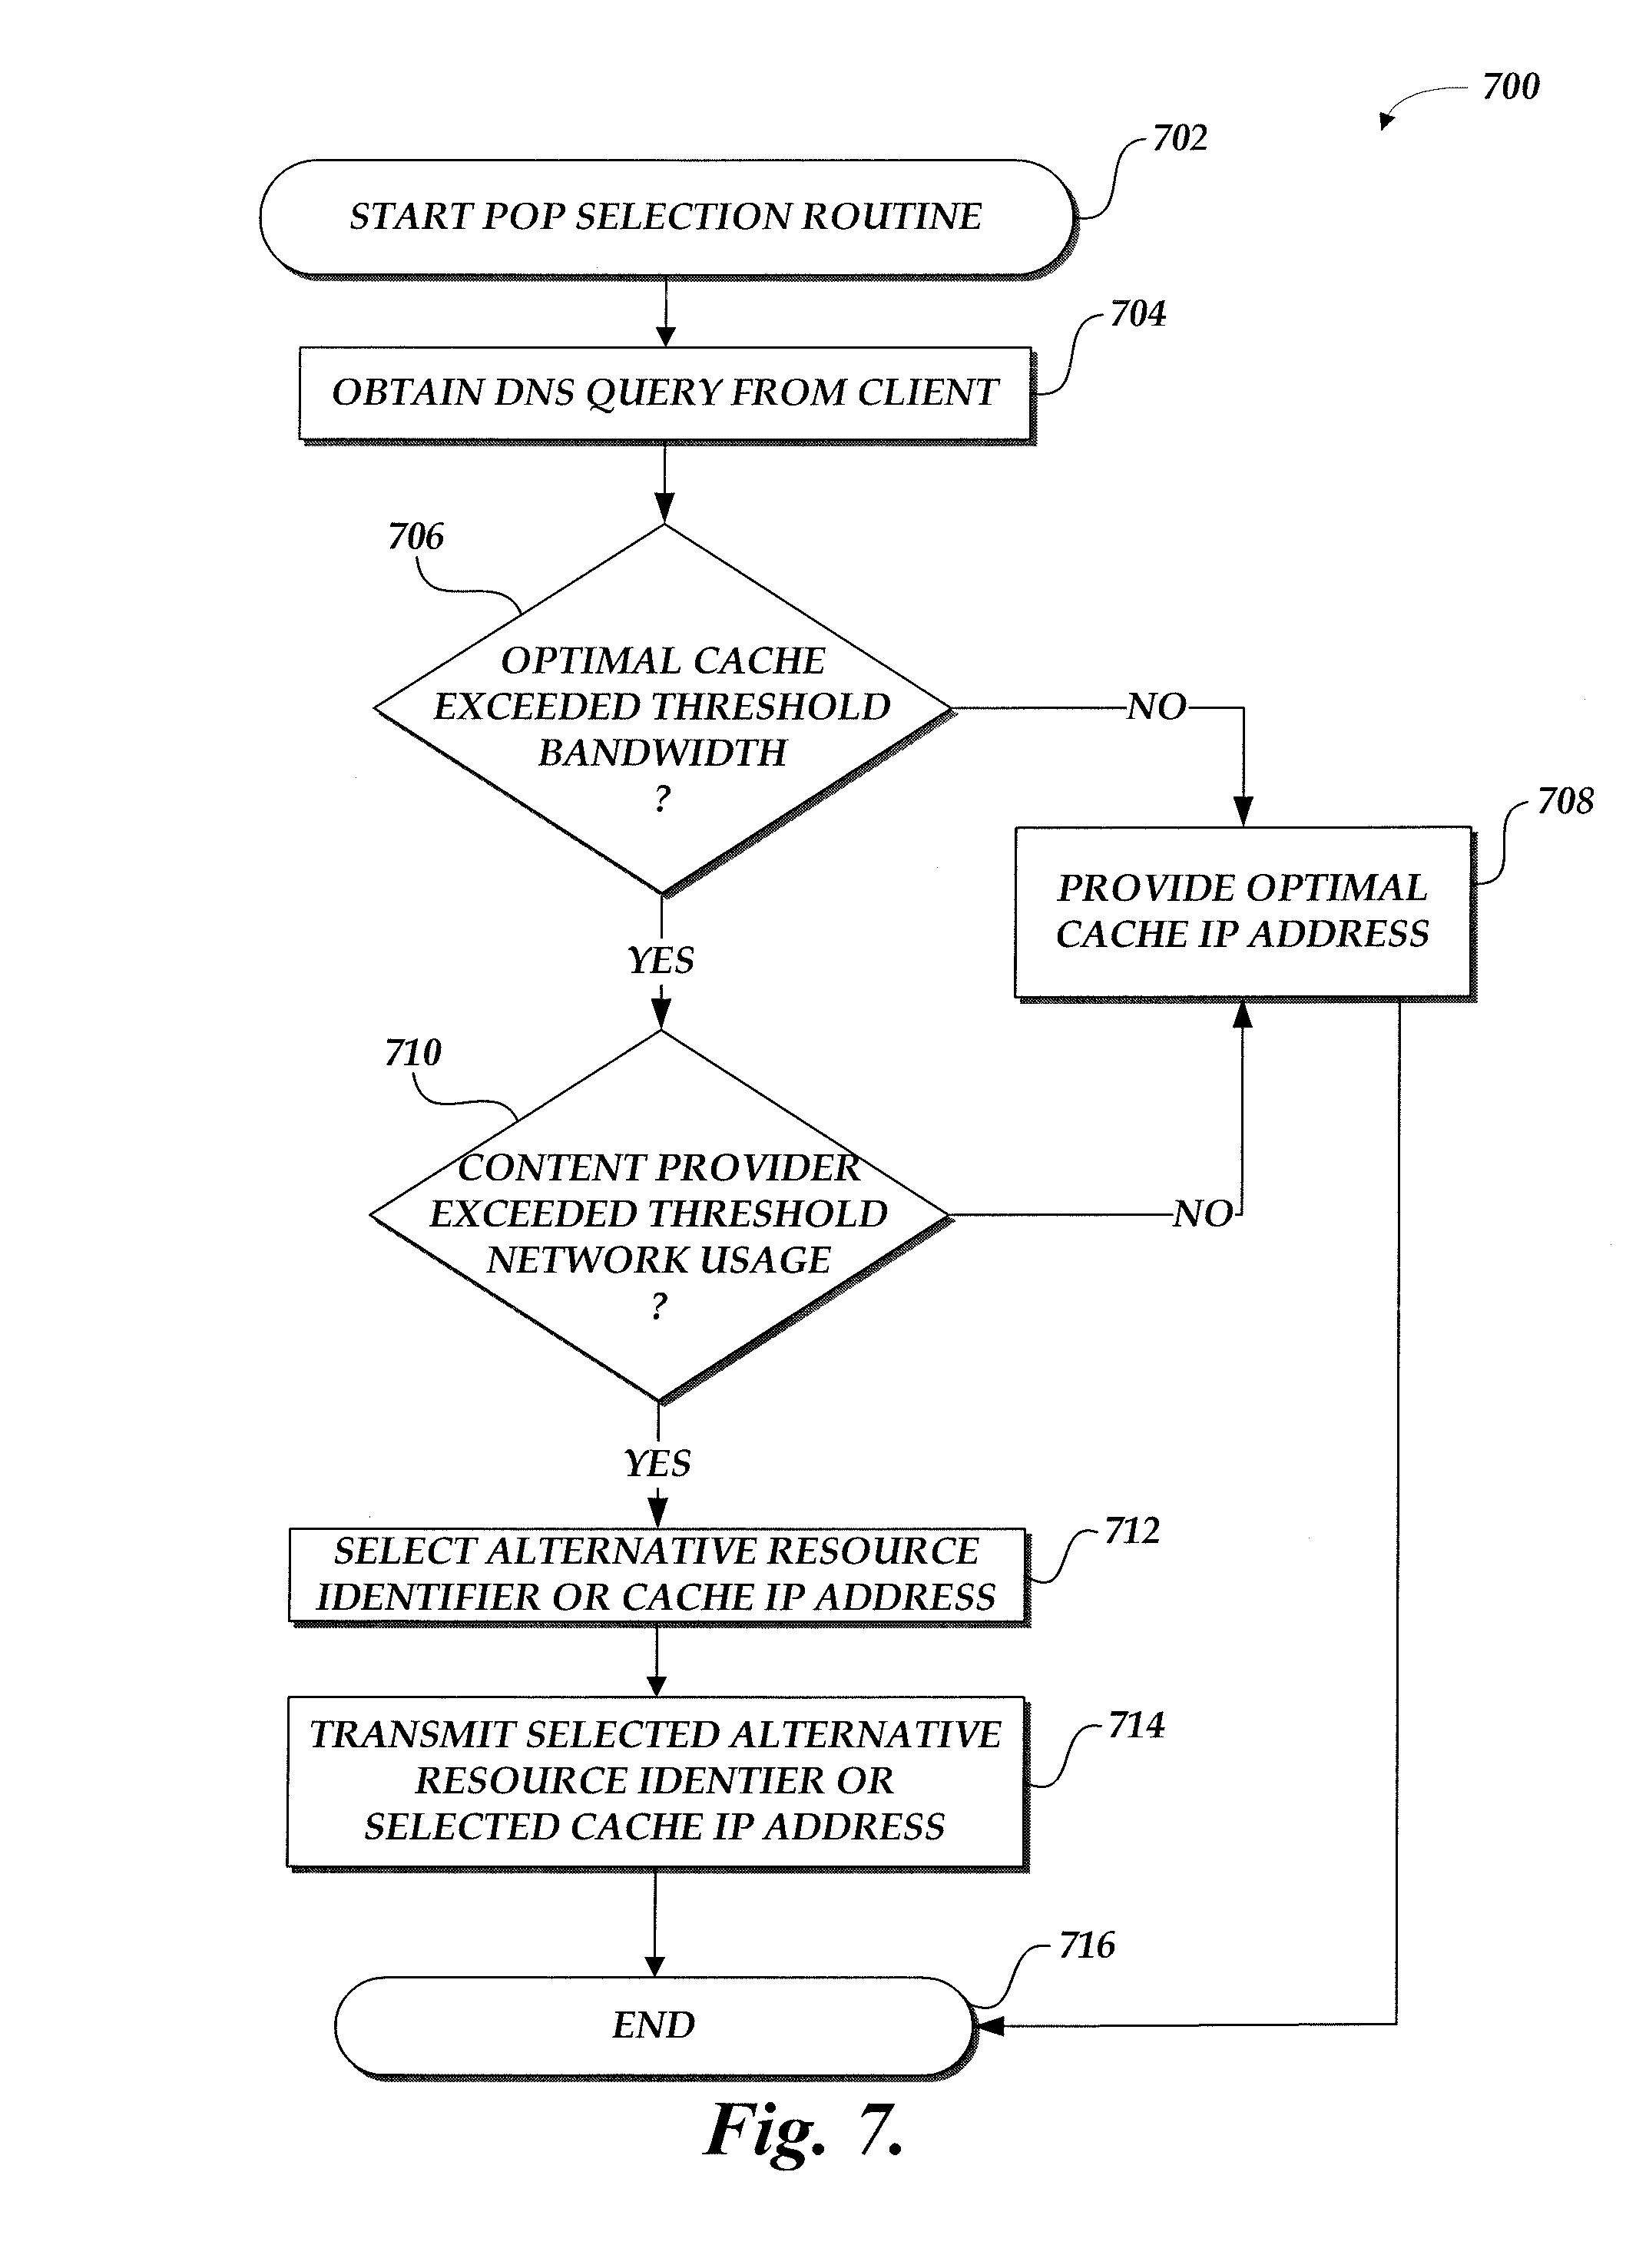 700
702
START POP SELECTION ROUTINE
704
OBTAIN DNS QUERY FROM CLIENT
706
OPTIMAL CACHE
EXCEEDED THRESHOLD
BANDWIDTH
?
NO
708
PROVIDE OPTIMAL
CACHE IP ADDRESS
YES
710
CONTENT PROVIDER
EXCEEDED THRESHOLD
NETWORK USAGE
?
NO
YES
712
SELECT ALTERNATIVE RESOURCE
IDENTIFIER OR CACHE IP ADDRESS
714
TRANSMIT SELECTED ALTERNATIVE
RESOURCE IDENTIER OR
SELECTED CACHE IP ADDRESS
716
END
Fig. 7.